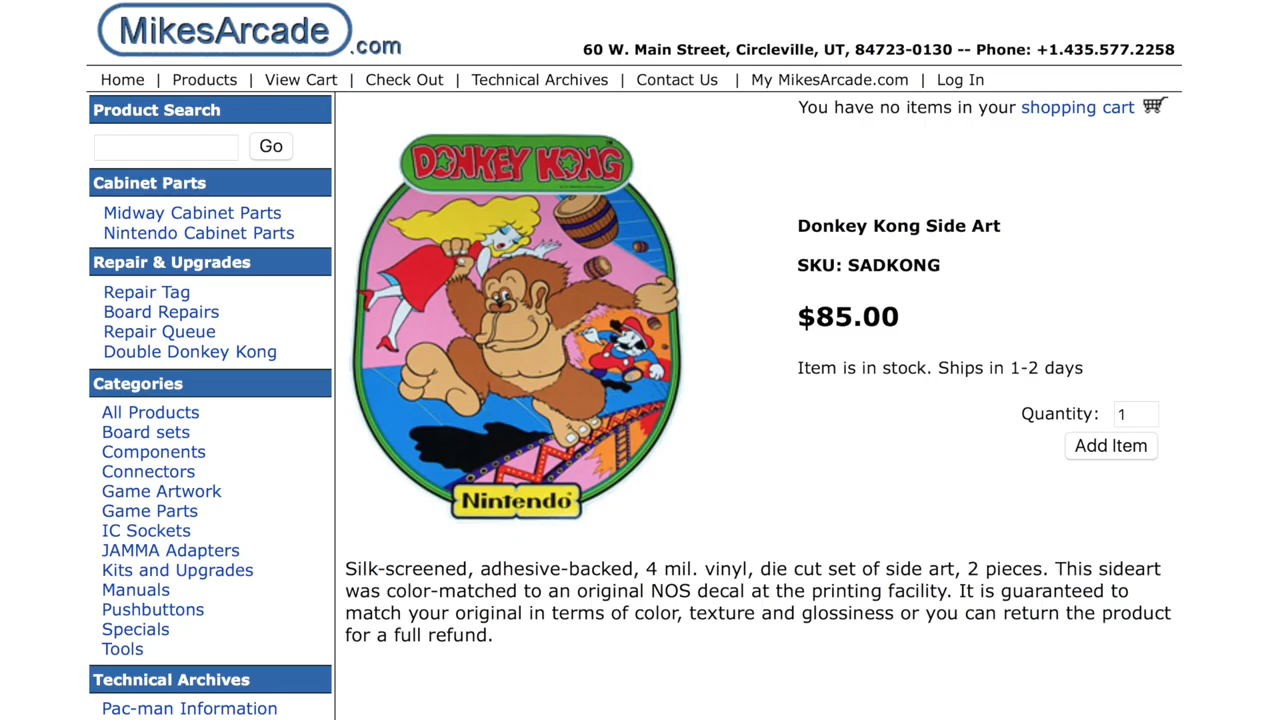 MikesArcade.com
60 W. Main Street, Circleville, UT, 84723-0130 -- Phone: +1.435.577.2258
Home | Products | View Cart | Check Out | Technical Archives | Contact Us | My MikesArcade.com | Log In
Product Search
Go
Cabinet Parts
Midway Cabinet Parts
Nintendo Cabinet Parts
Repair & Upgrades
Repair Tag
Board Repairs
Repair Queue
Double Donkey Kong
Categories
All Products
Board sets
Components
Connectors
Game Artwork
Game Parts
IC Sockets
JAMMA Adapters
Kits and Upgrades
Manuals
Pushbuttons
Specials
Tools
Technical Archives
Pac-man Information
You have no items in your shopping cart
DONKEY KONG
Nintendo
Donkey Kong Side Art
SKU: SADKONG
$85.00
Item is in stock. Ships in 1-2 days
Quantity: 1
Add Item
Silk-screened, adhesive-backed, 4 mil. vinyl, die cut set of side art, 2 pieces. This sideart
was color-matched to an original NOS decal at the printing facility. It is guaranteed to
match your original in terms of color, texture and glossiness or you can return the product
for a full refund.